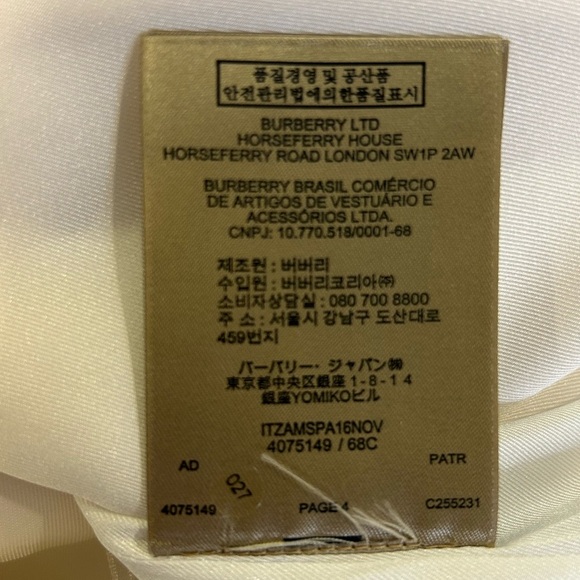 품질경영 및 공산품
안전관리법에의한품질표시
BURBERRY LTD
HORSEFERRY HOUSE
HORSEFERRY ROAD LONDON SW1P 2AW
BURBERRY BRASIL COMÉRCIO
DE ARTIGOS DE VESTUÁRIO E
ACESSÓRIOS LTDA.
CNPJ: 10.770.518/0001-68
제조원 : 버버리
수입원 : 버버리코리아㈜
소비자상담실 : 080 700 8800
주 소 : 서울시 강남구 도산대로
459번지
バーバリー・ジャパン㈱
東京都中央区銀座 1-8-14
銀座YOMIKOビル
ITZAMSPA16NOV
4075149 / 68C
AD
027
PATR
4075149
PAGE 4
C255231